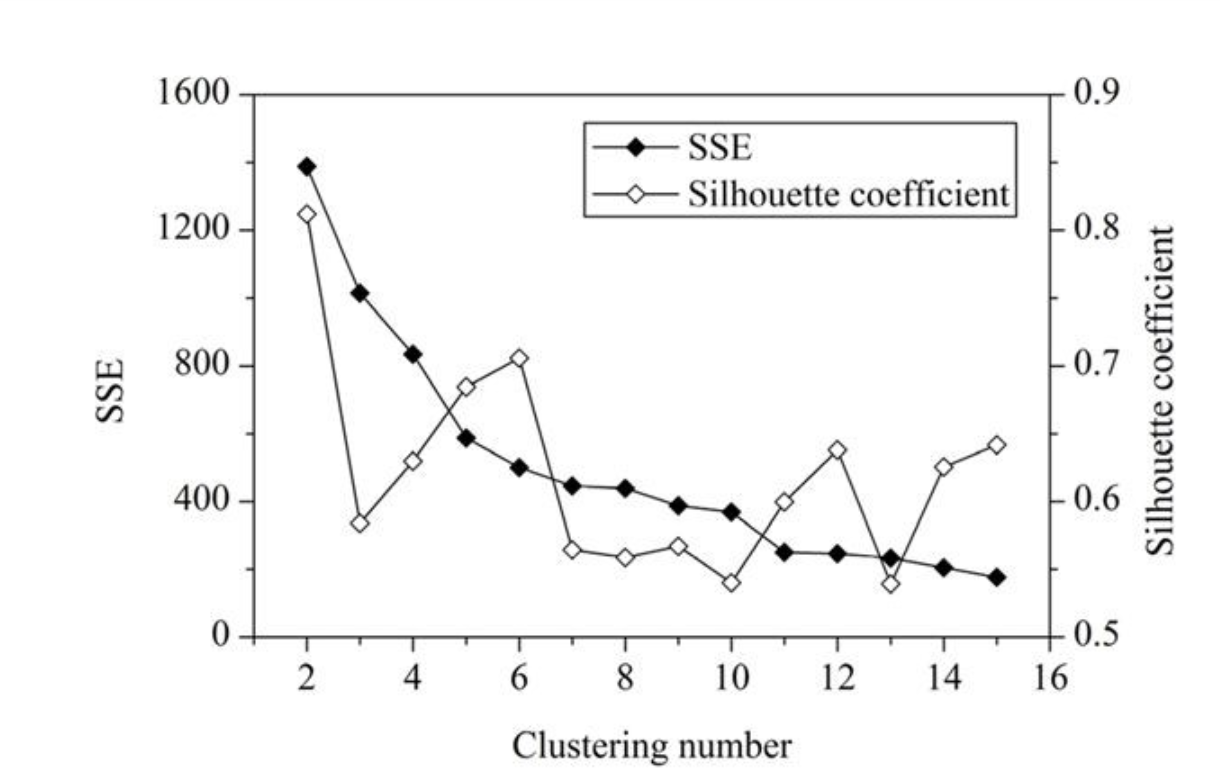 1600
1200
800
400
0
SSE
SSE
Silhouette coefficient
0.9
0.8
0.7
0.6
0.5
Silhouette coefficient
2 4 6 8 10 12 14 16
Clustering number